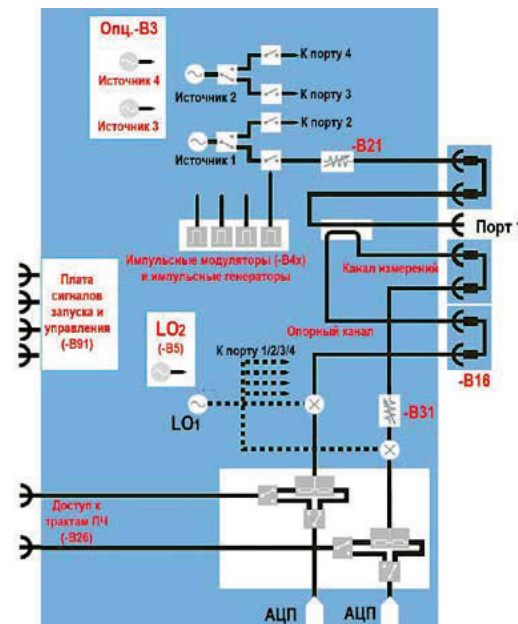 Опц.-B3
Источник 4
Источник 3
К порту 4
Источник 2
К порту 3
К порту 2
Источник 1
-B21
Порт 1
Импульсные модуляторы (-B4x)
и импульсные генераторы
Канал измерений
Плата
сигналов
запуска и
управления
(-B91)
Опорный канал
LO2
(-B5)
К порту 1/2/3/4
-B16
LO1
-B31
Доступ к
трактам ПЧ
(-B26)
АЦП
АЦП